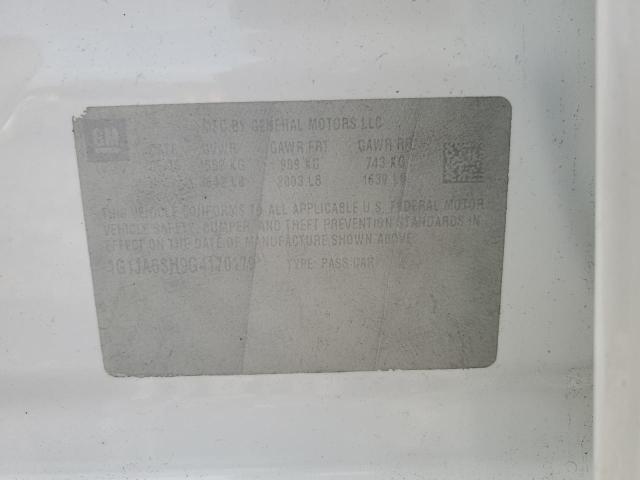 GM
MFD BY GENERAL MOTORS LLC
DATE GVWR GAWR FRT GAWR RR
KG 909 KG 743 KG
LB 2003 LB 1639 LB
THIS VEHICLE CONFORMS TO ALL APPLICABLE U.S. FEDERAL MOTOR
VEHICLE SAFETY, BUMPER, AND THEFT PREVENTION STANDARDS IN
EFFECT ON THE DATE OF MANUFACTURE SHOWN ABOVE.
TYPE: PASS CAR